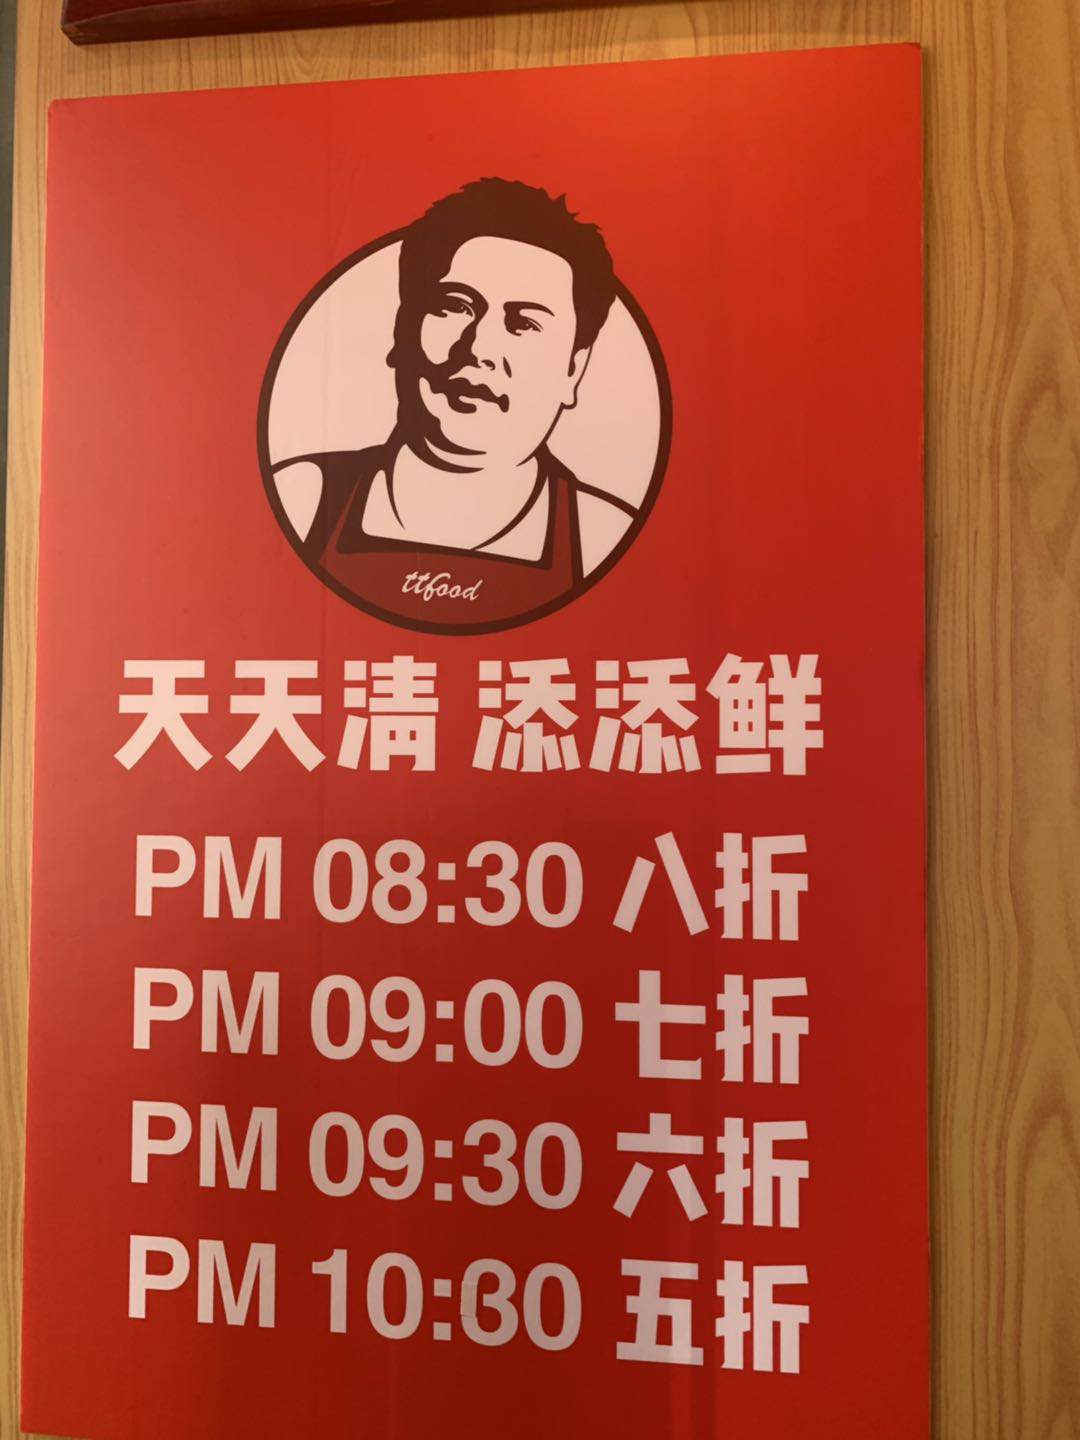 ttfood
天天清 添添鲜
PM 08:30 八折
PM 09:00 七折
PM 09:30 六折
PM 10:30 五折